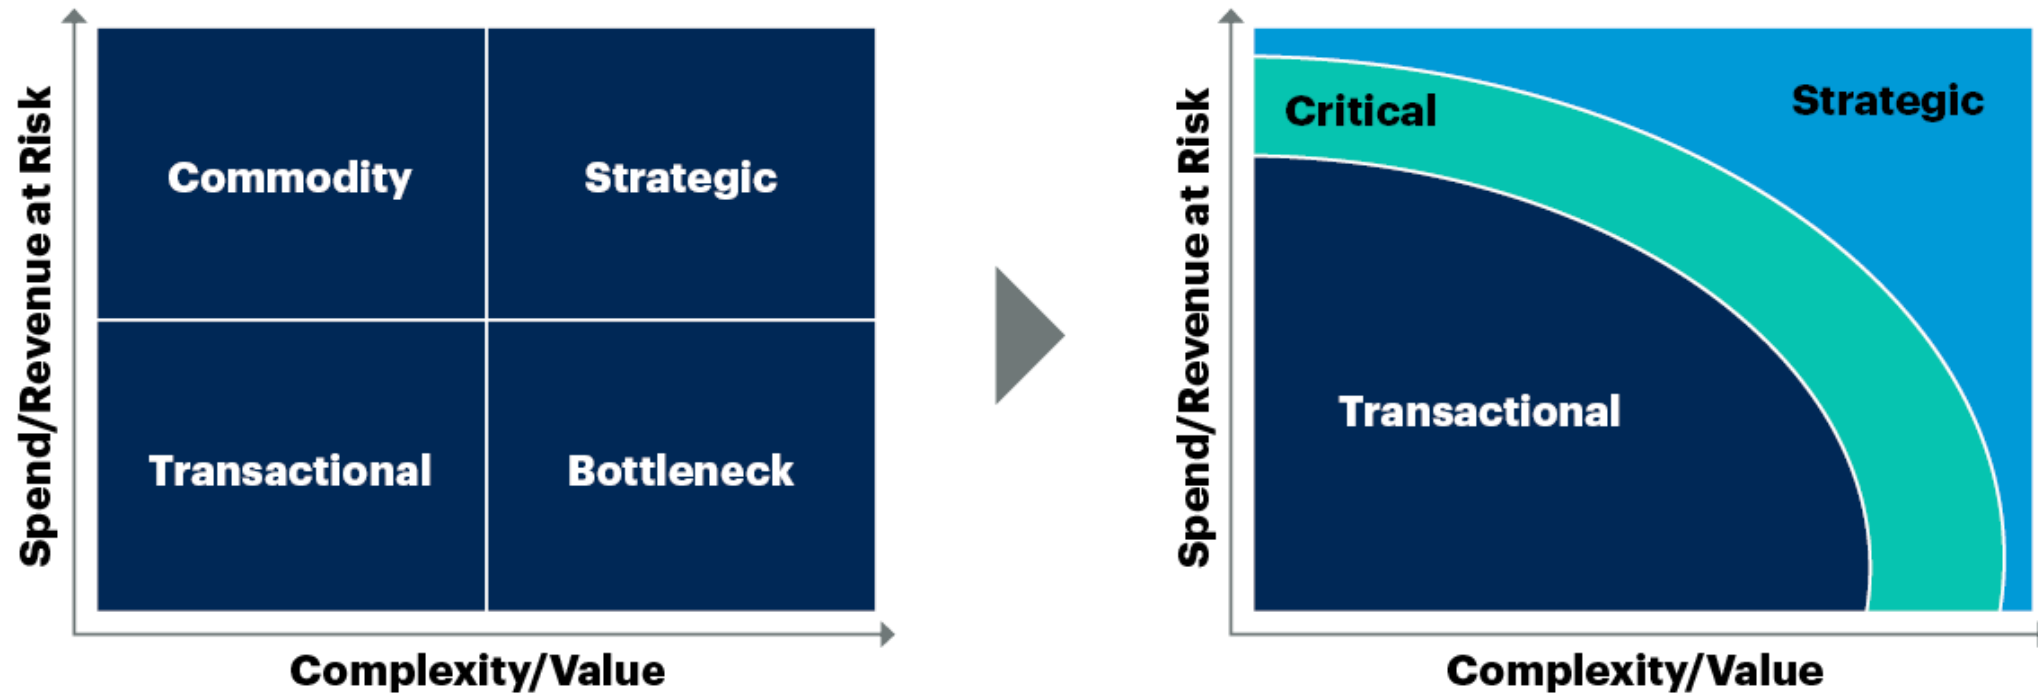 Spend/Revenue at Risk
Commodity
Strategic
Transactional
Bottleneck
Complexity/Value
Spend/Revenue at Risk
Critical
Strategic
Transactional
Complexity/Value